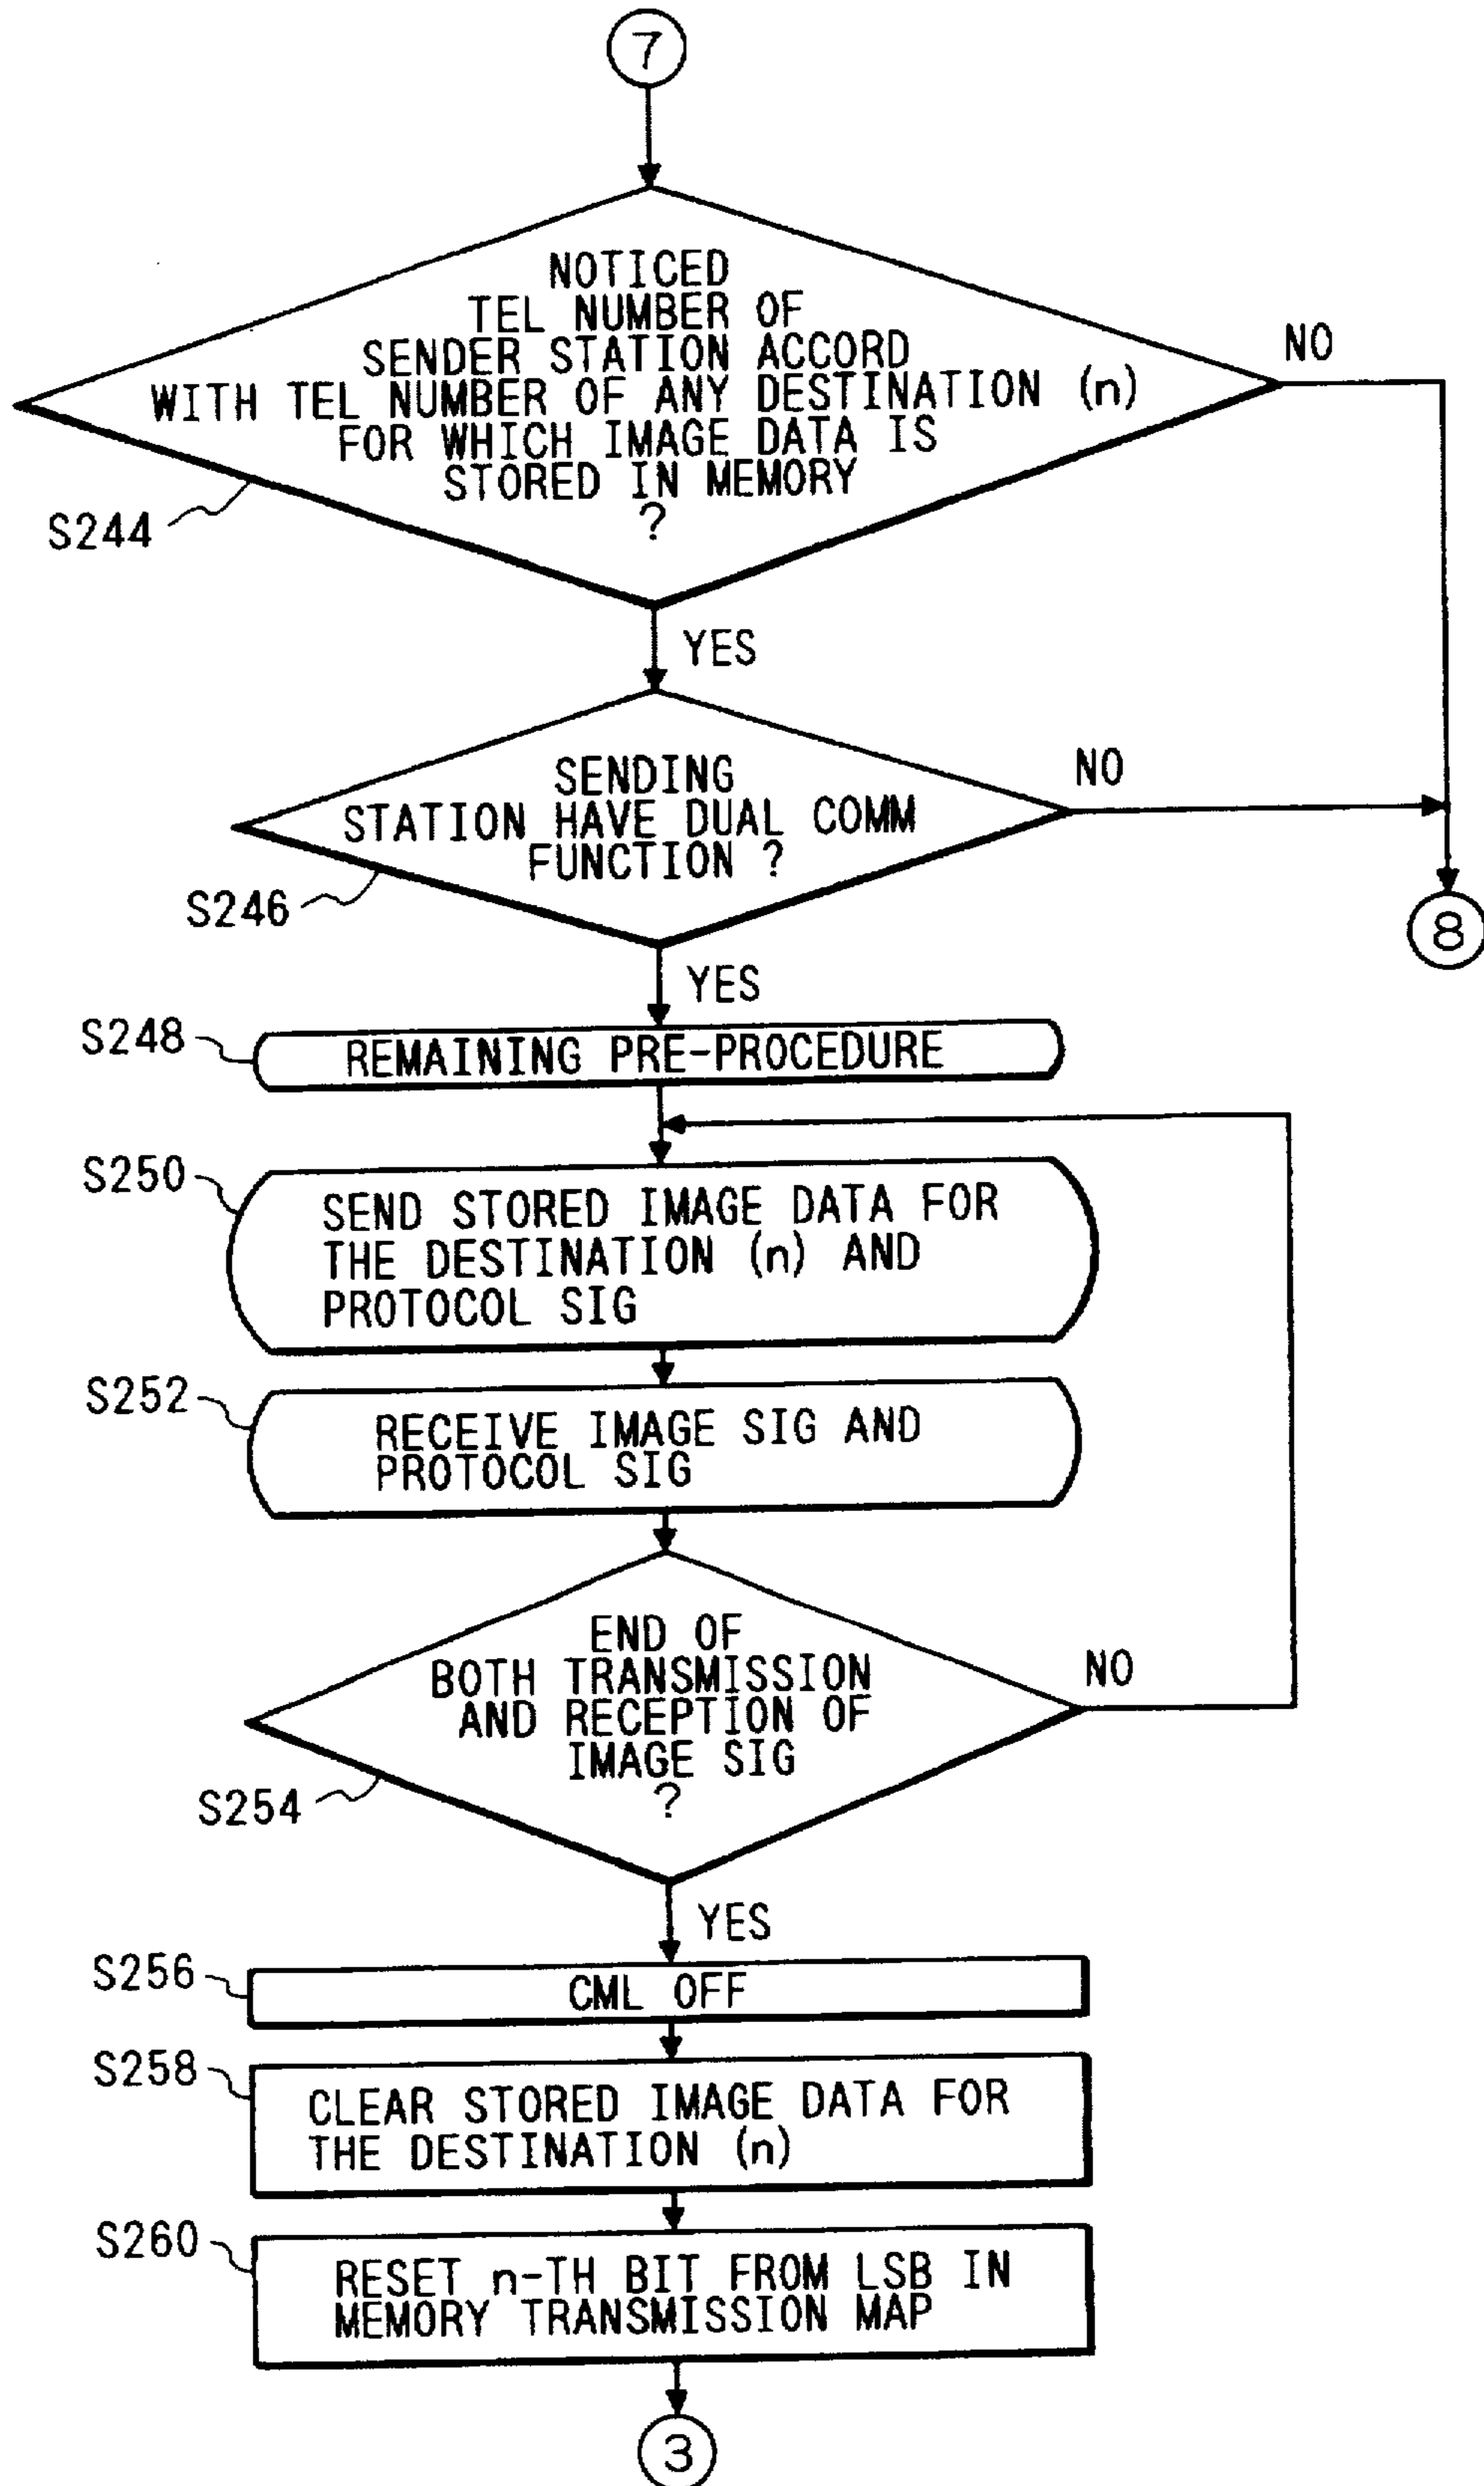 7
NOTICED
TEL NUMBER OF
SENDER STATION ACCORD
WITH TEL NUMBER OF ANY DESTINATION (n)
FOR WHICH IMAGE DATA IS
STORED IN MEMORY
?
NO
S244
YES
SENDING
STATION HAVE DUAL COMM
FUNCTION ?
NO
S246
8
YES
S248
REMAINING PRE-PROCEDURE
S250
SEND STORED IMAGE DATA FOR
THE DESTINATION (n) AND
PROTOCOL SIG
S252
RECEIVE IMAGE SIG AND
PROTOCOL SIG
END OF
BOTH TRANSMISSION
AND RECEPTION OF
IMAGE SIG
?
NO
S254
YES
S256
CML OFF
S258
CLEAR STORED IMAGE DATA FOR
THE DESTINATION (n)
S260
RESET n-TH BIT FROM LSB IN
MEMORY TRANSMISSION MAP
3